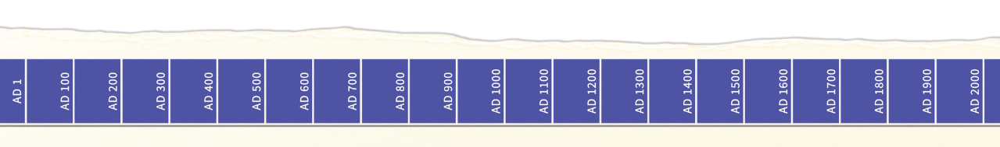 AD 1
AD 100
AD 200
AD 300
AD 400
AD 500
AD 600
AD 700
AD 800
AD 900
AD 1000
AD 1100
AD 1200
AD 1300
AD 1400
AD 1500
AD 1600
AD 1700
AD 1800
AD 1900
AD 2000